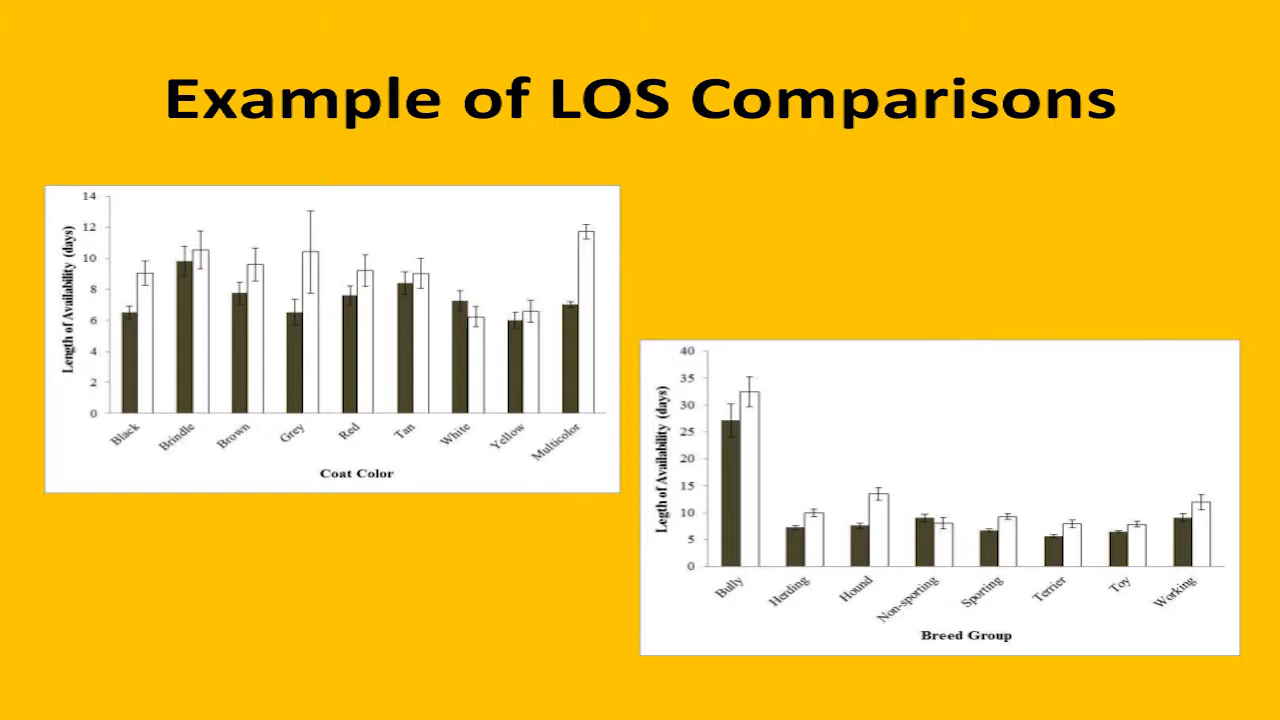 Example of LOS Comparisons
14
12
10
8
6
4
2
0
Length of Availability (days)
Black
Brindle
Brown
Grey
Red
Tan
White
Yellow
Multicolor
Coat Color
40
35
30
25
20
15
10
5
0
Legth of Availability (days)
Bully
Herding
Hound
Non-sporting
Sporting
Terrier
Toy
Working
Breed Group